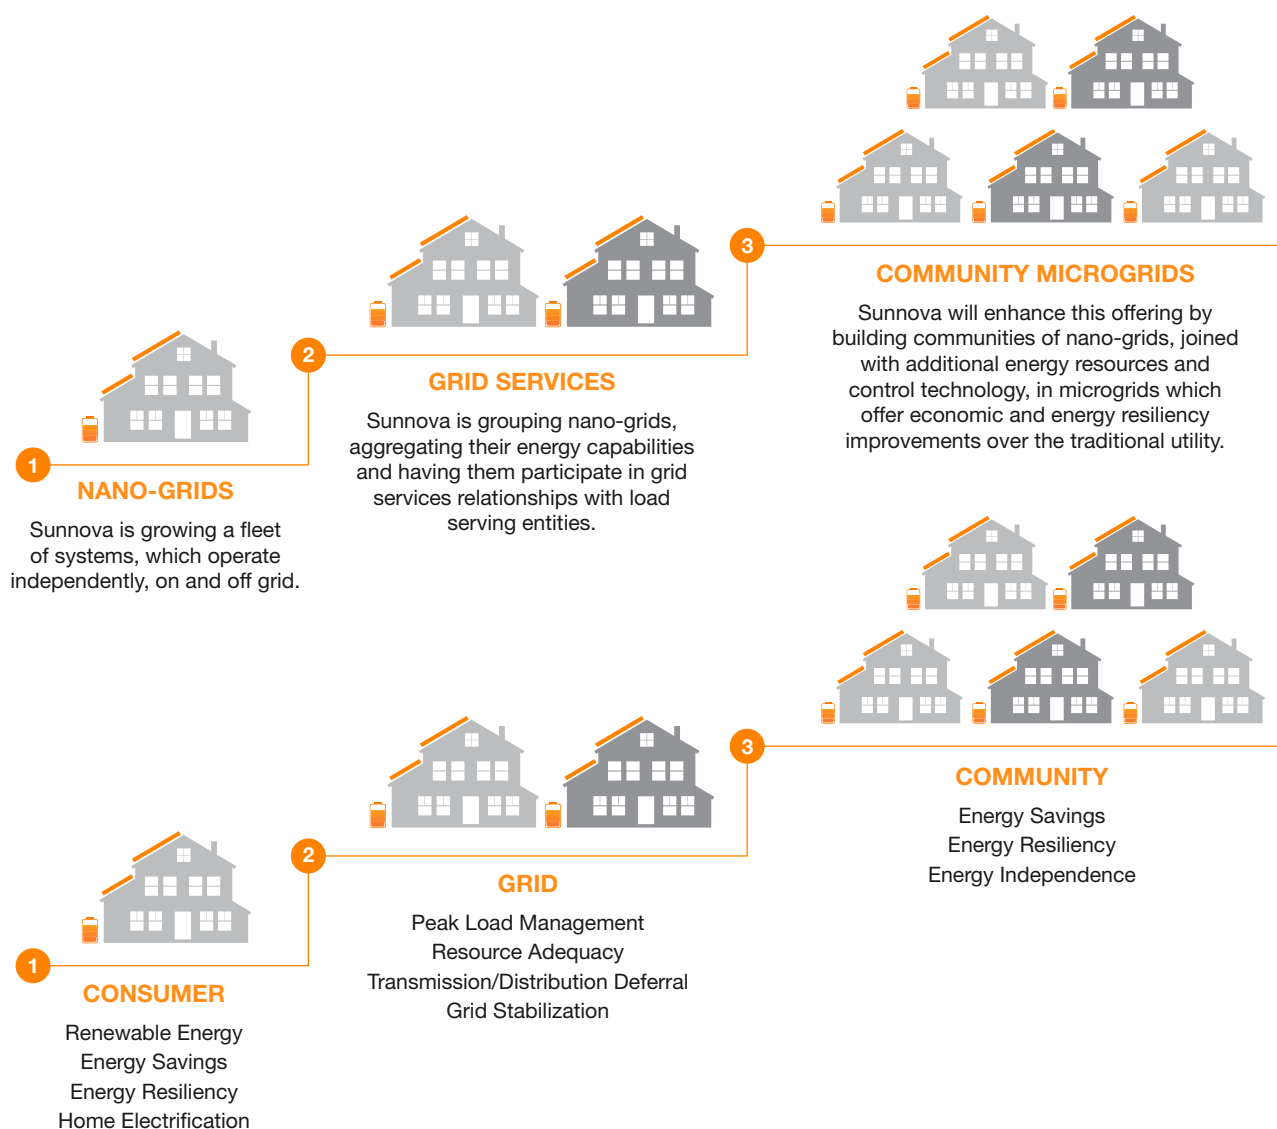 1
NANO-GRIDS
Sunnova is growing a fleet
of systems, which operate
independently, on and off grid.
2
GRID SERVICES
Sunnova is grouping nano-grids,
aggregating their energy capabilities
and having them participate in grid
services relationships with load
serving entities.
3
COMMUNITY MICROGRIDS
Sunnova will enhance this offering by
building communities of nano-grids, joined
with additional energy resources and
control technology, in microgrids which
offer economic and energy resiliency
improvements over the traditional utility.
1
CONSUMER
Renewable Energy
Energy Savings
Energy Resiliency
Home Electrification
2
GRID
Peak Load Management
Resource Adequacy
Transmission/Distribution Deferral
Grid Stabilization
3
COMMUNITY
Energy Savings
Energy Resiliency
Energy Independence